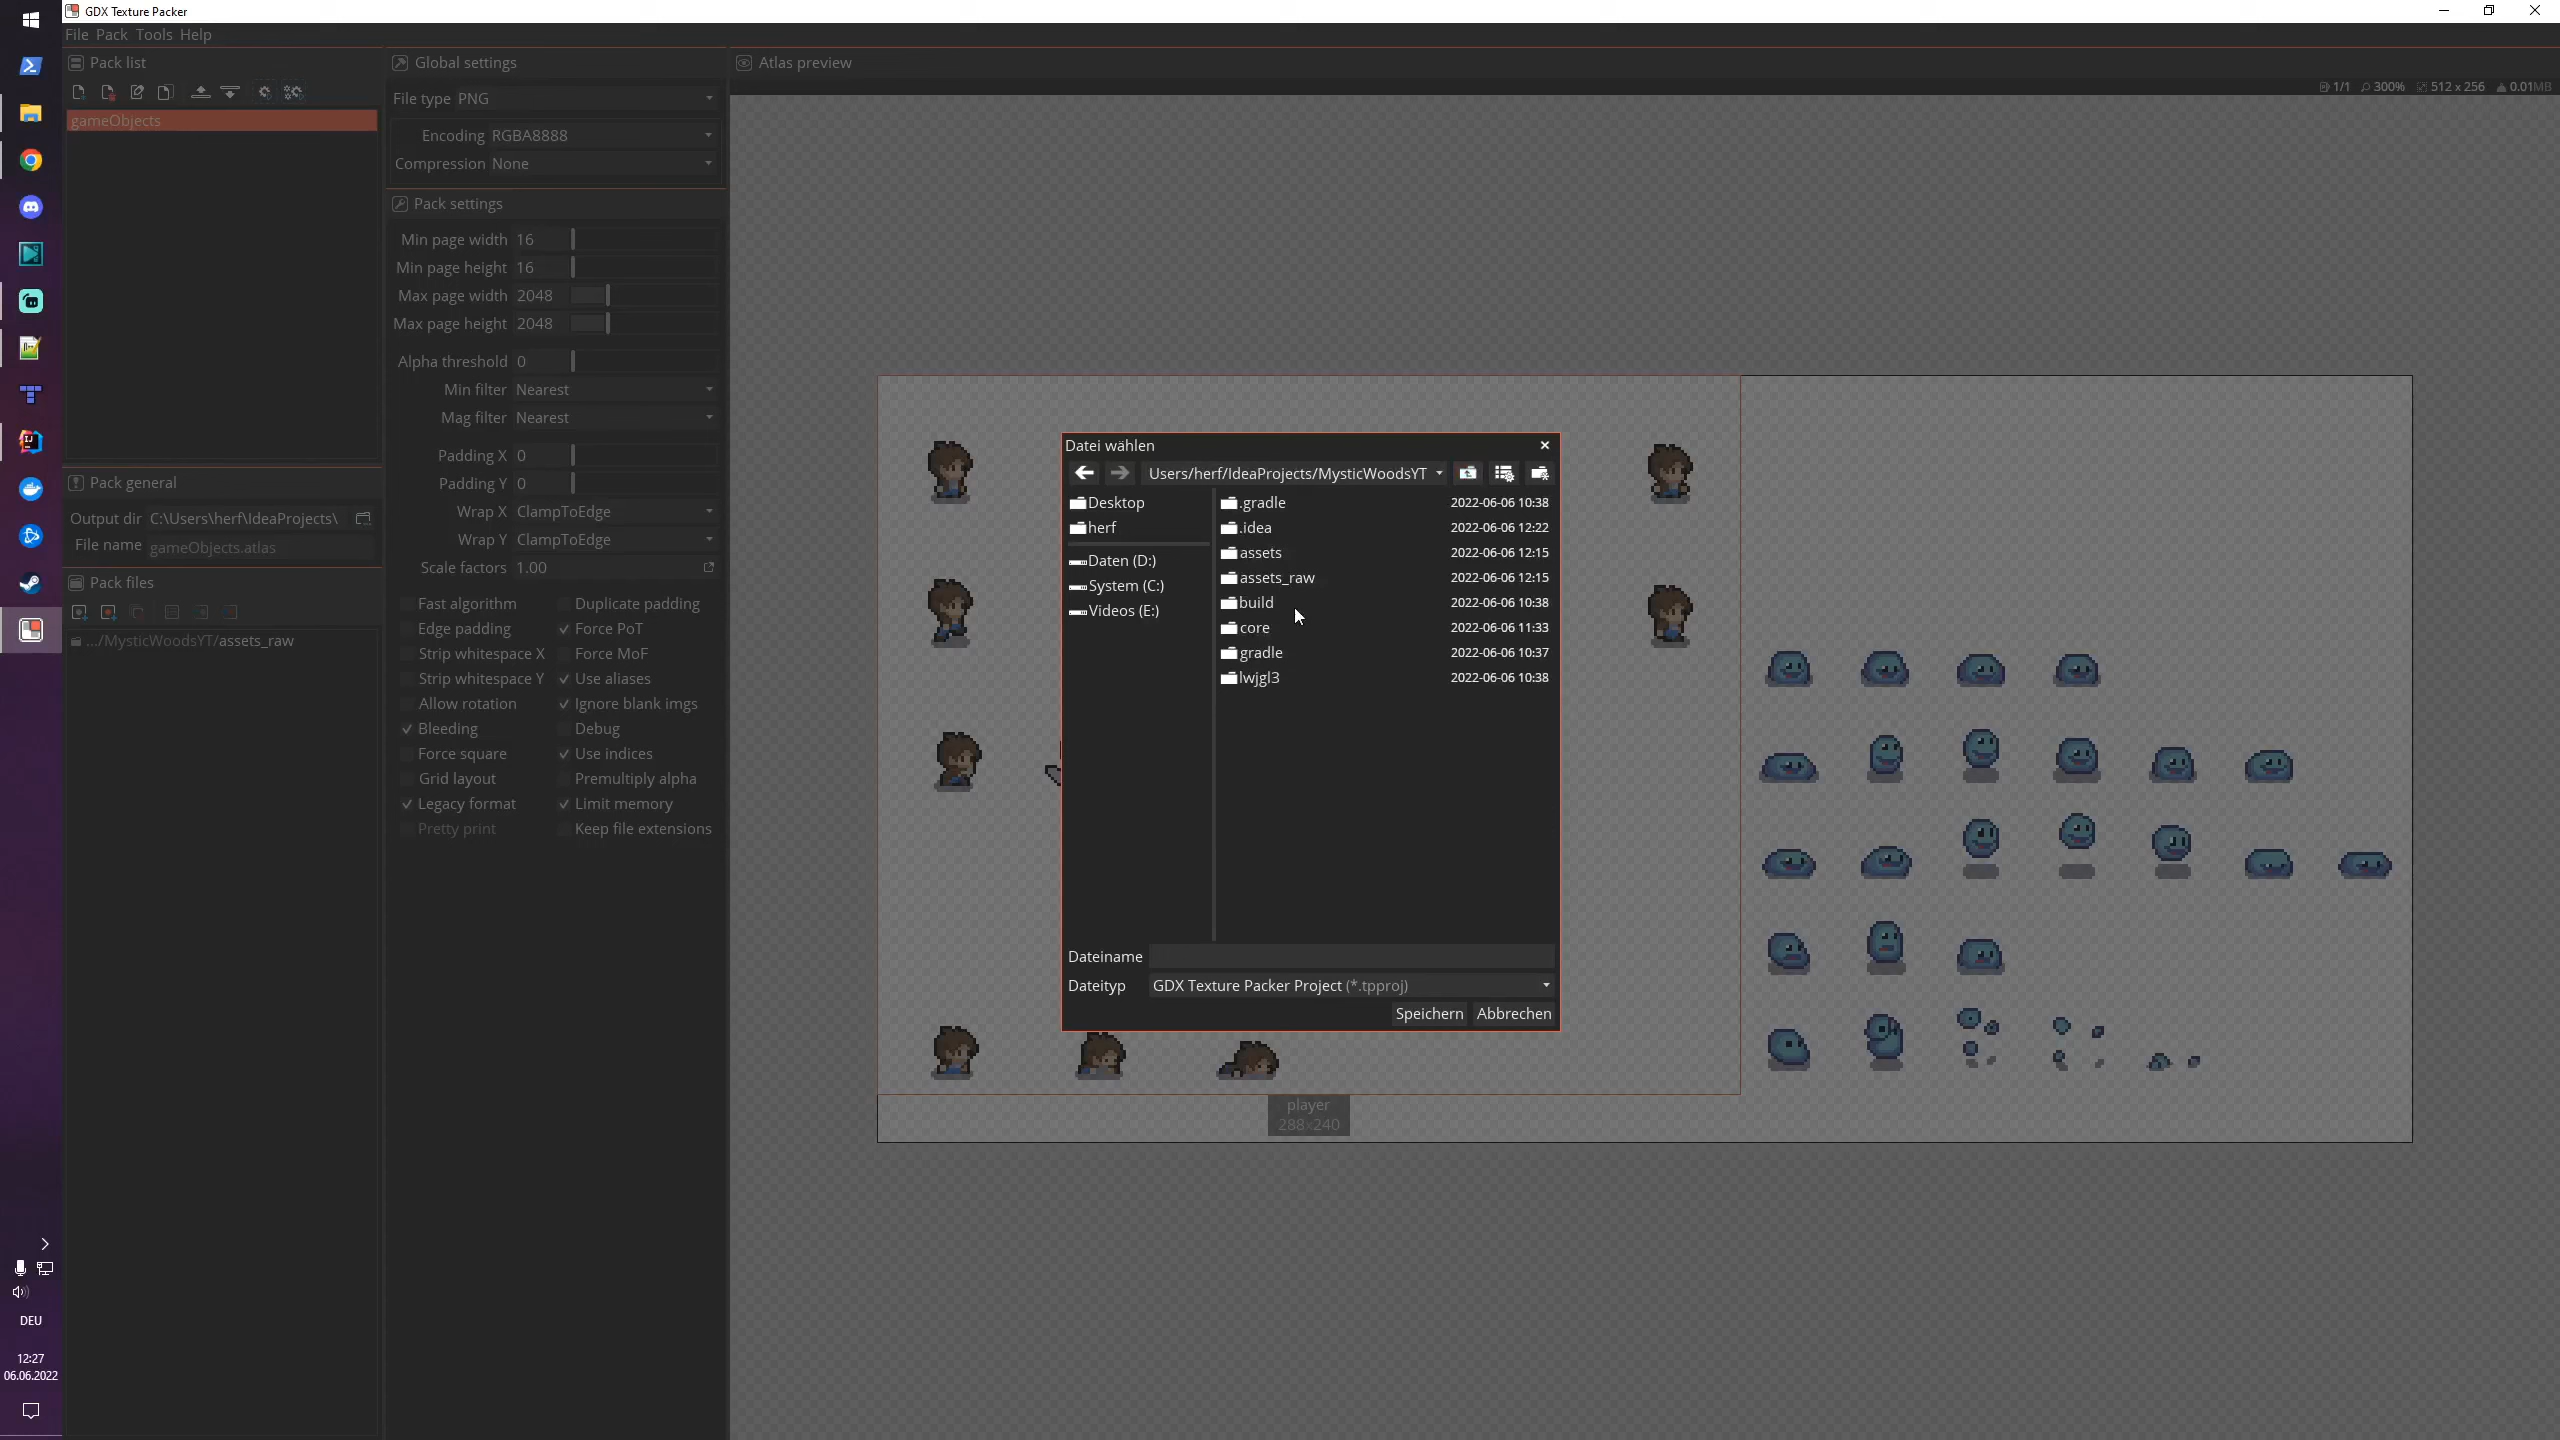 GDX Texture Packer
File Pack Tools Help
Pack list
gameObjects
Pack general
Output dir C:\Users\herf\IdeaProjects\
File name gameObjects.atlas
Pack files
.../MysticWoodsYT/assets_raw
Global settings
File type PNG
Encoding RGBA8888
Compression None
Pack settings
Min page width 16
Min page height 16
Max page width 2048
Max page height 2048
Alpha threshold 0
Min filter Nearest
Mag filter Nearest
Padding X 0
Padding Y 0
Wrap X ClampToEdge
Wrap Y ClampToEdge
Scale factors 1.00
Fast algorithm Duplicate padding
Edge padding Force PoT
Strip whitespace X Force MoF
Strip whitespace Y Use aliases
Allow rotation Ignore blank imgs
Bleeding Debug
Force square Use indices
Grid layout Premultiply alpha
Legacy format Limit memory
Pretty print Keep file extensions
Atlas preview
1/1 300% 512 x 256 0.01MB
Datei wählen
Users/herf/IdeaProjects/MysticWoodsYT
Desktop
herf
Daten (D:)
System (C:)
Videos (E:)
.gradle 2022-06-06 10:38
.idea 2022-06-06 12:22
assets 2022-06-06 12:15
assets_raw 2022-06-06 12:15
build 2022-06-06 10:38
core 2022-06-06 11:33
gradle 2022-06-06 10:37
lwjgl3 2022-06-06 10:38
Dateiname
Dateityp GDX Texture Packer Project (*.tpproj)
Speichern Abbrechen
player
288x240
DEU
12:27
06.06.2022